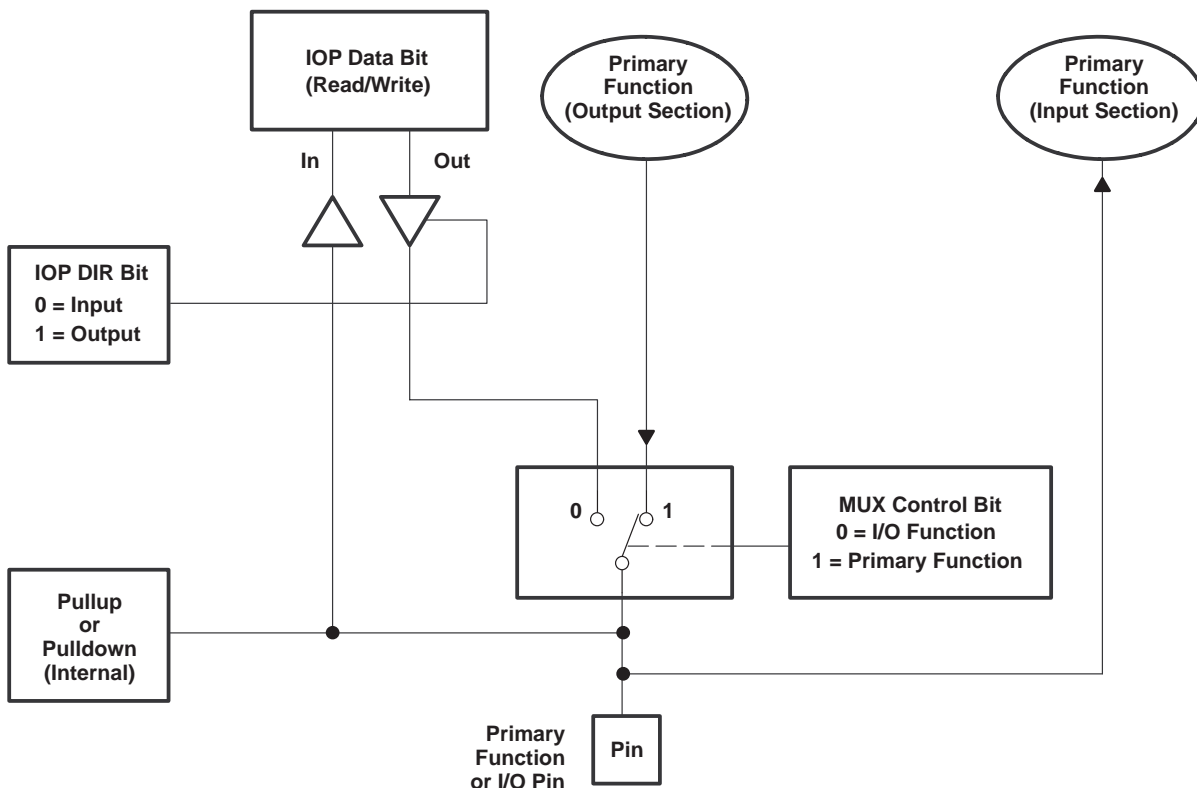 IOP Data Bit
(Read/Write)
Primary
Function
(Output Section)
Primary
Function
(Input Section)
In
Out
IOP DIR Bit
0 = Input
1 = Output
0
1
MUX Control Bit
0 = I/O Function
1 = Primary Function
Pullup
or
Pulldown
(Internal)
Primary
Function
or I/O Pin
Pin